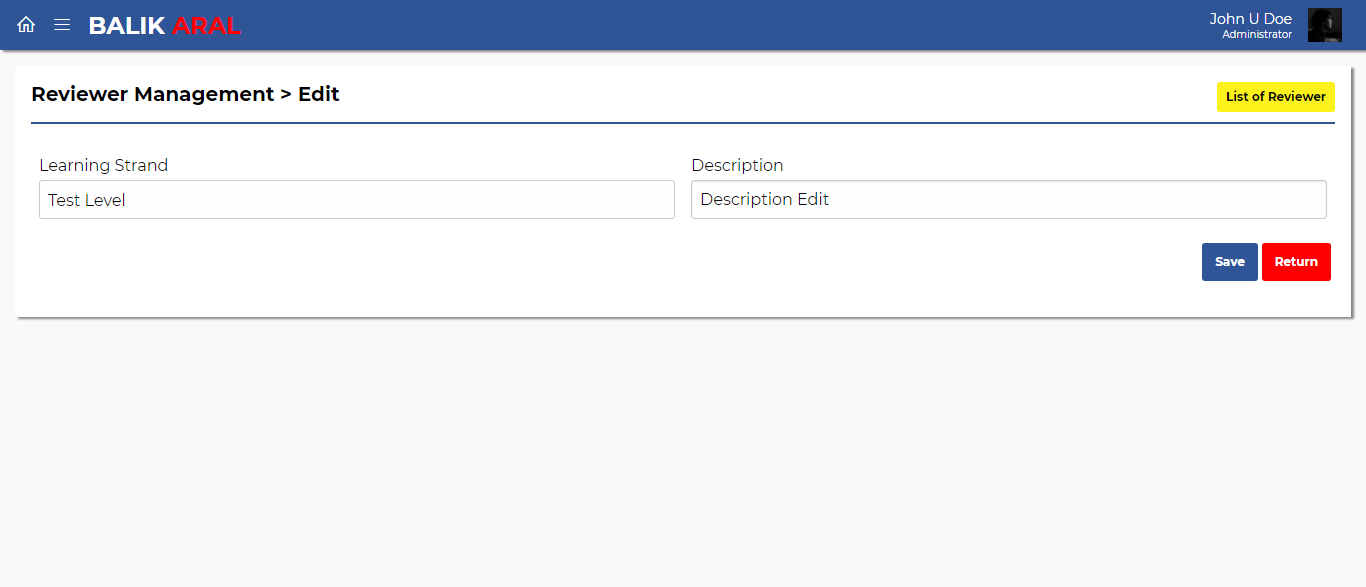 BALIK ARAL
John U Doe
Administrator
Reviewer Management > Edit
List of Reviewer
Learning Strand
Description
Test Level
Description Edit
Save
Return